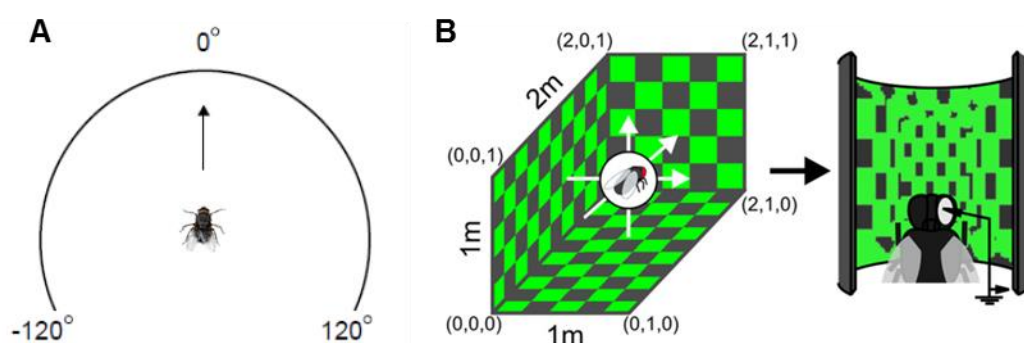 A
0°
-120°
120°
B
(2,0,1)
(2,1,1)
2m
(0,0,1)
1m
(2,1,0)
(0,0,0)
1m
(0,1,0)